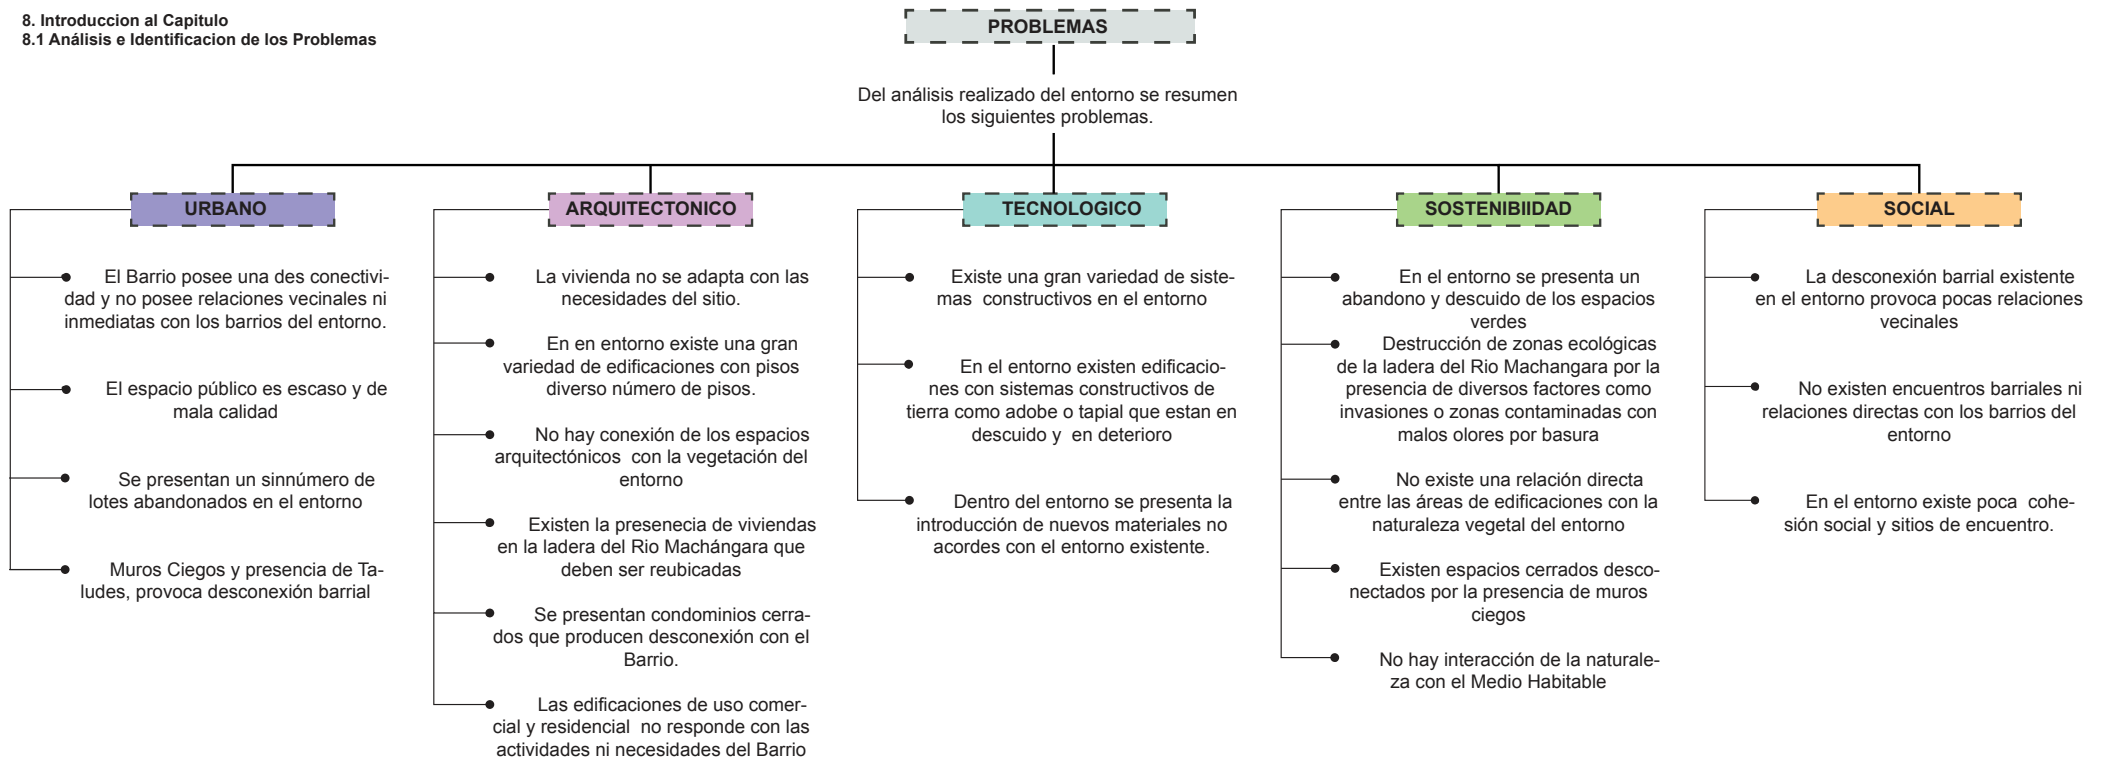 8. Introduccion al Capitulo
8.1 Análisis e Identificacion de los Problemas
PROBLEMAS
Del análisis realizado del entorno se resumen
los siguientes problemas.
URBANO
El Barrio posee una des conectivi-
dad y no posee relaciones vecinales ni
inmediatas con los barrios del entorno.
El espacio público es escaso y de
mala calidad
Se presentan un sinnúmero de
lotes abandonados en el entorno
Muros Ciegos y presencia de Ta-
ludes, provoca desconexión barrial
ARQUITECTONICO
La vivienda no se adapta con las
necesidades del sitio.
En en entorno existe una gran
variedad de edificaciones con pisos
diverso número de pisos.
No hay conexión de los espacios
arquitectónicos con la vegetación del
entorno
Existen la presenecia de viviendas
en la ladera del Rio Machángara que
deben ser reubicadas
Se presentan condominios cerra-
dos que producen desconexión con el
Barrio.
Las edificaciones de uso comer-
cial y residencial no responde con las
actividades ni necesidades del Barrio
TECNOLOGICO
Existe una gran variedad de siste-
mas constructivos en el entorno
En el entorno existen edificacio-
nes con sistemas constructivos de
tierra como adobe o tapial que estan en
descuido y en deterioro
Dentro del entorno se presenta la
introducción de nuevos materiales no
acordes con el entorno existente.
SOSTENIBIIDAD
En el entorno se presenta un
abandono y descuido de los espacios
verdes
Destrucción de zonas ecológicas
de la ladera del Rio Machangara por la
presencia de diversos factores como
invasiones o zonas contaminadas con
malos olores por basura
No existe una relación directa
entre las áreas de edificaciones con la
naturaleza vegetal del entorno
Existen espacios cerrados desco-
nectados por la presencia de muros
ciegos
No hay interacción de la naturale-
za con el Medio Habitable
SOCIAL
La desconexión barrial existente
en el entorno provoca pocas relaciones
vecinales
No existen encuentros barriales ni
relaciones directas con los barrios del
entorno
En el entorno existe poca cohe-
sión social y sitios de encuentro.